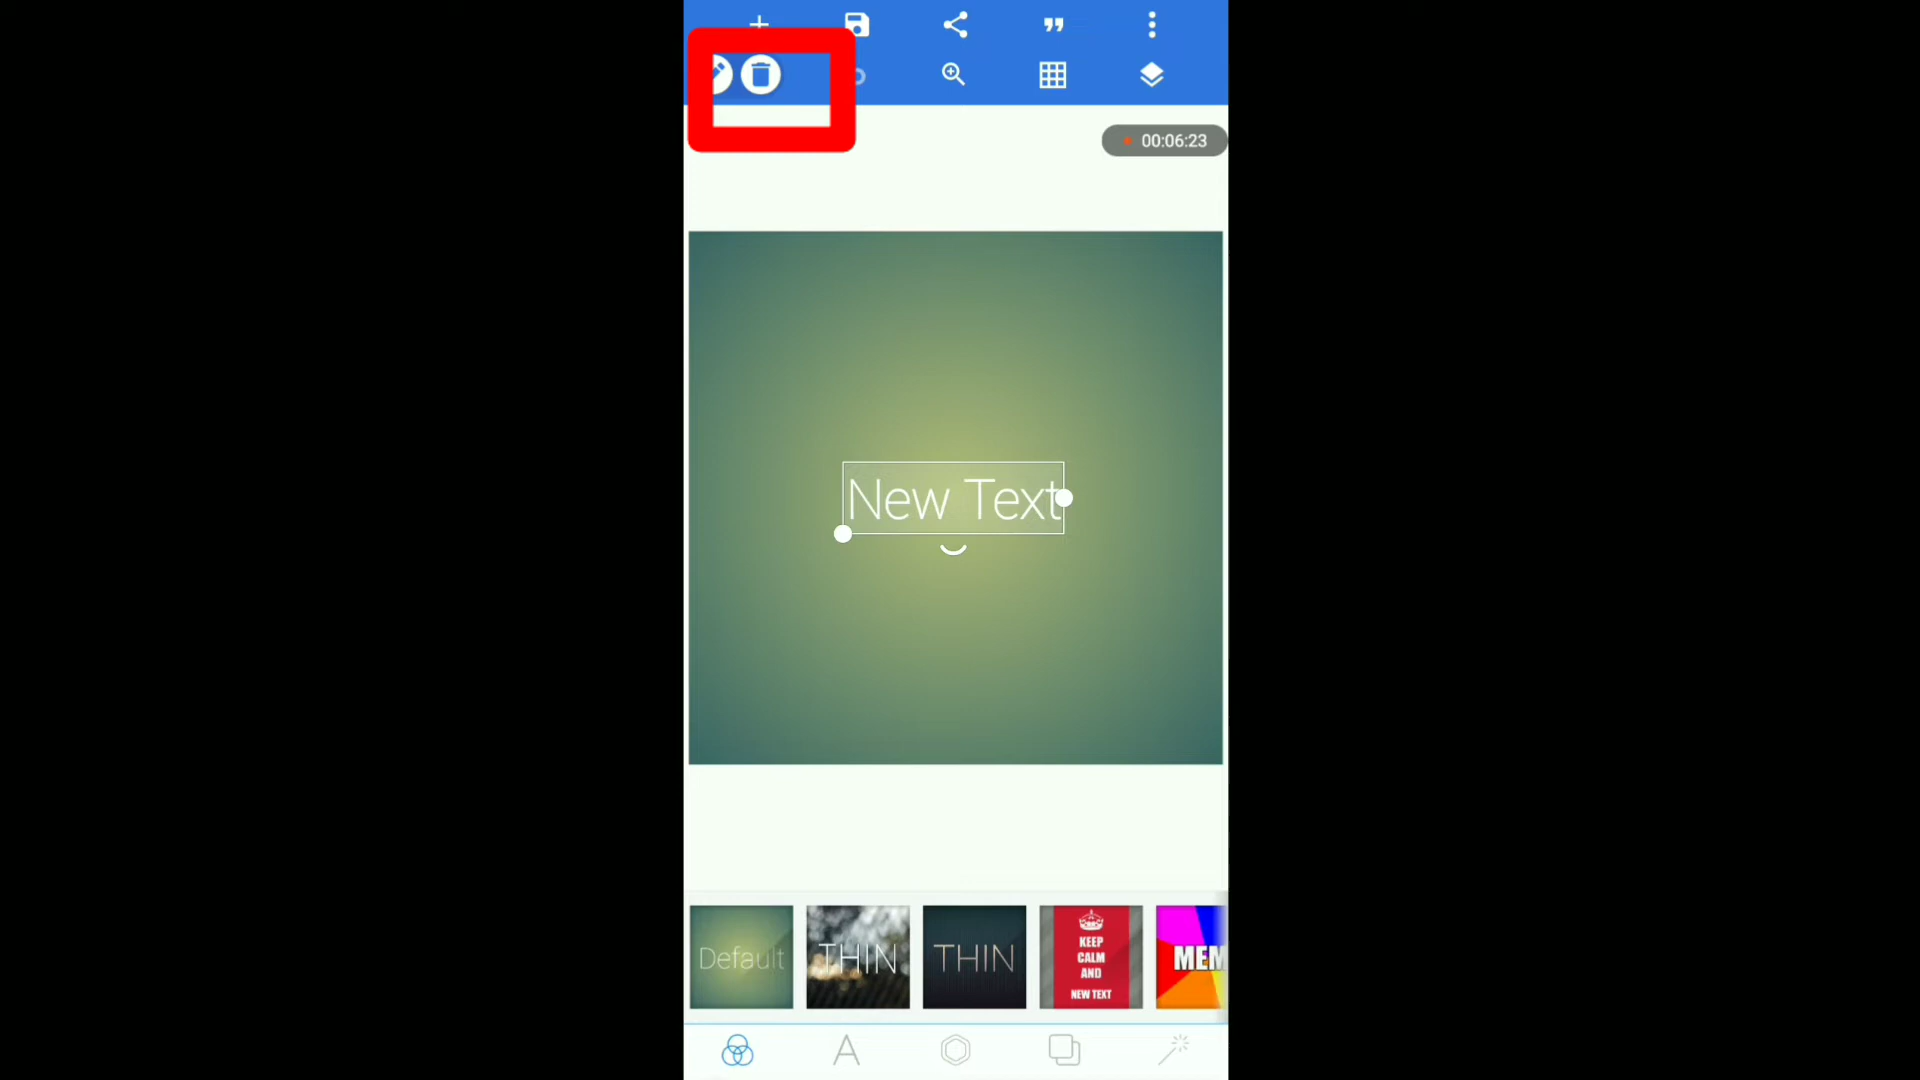 00:06:23
New Text
Default
THIN
THIN
KEEP
CALM
AND
NEW TEXT
MEM